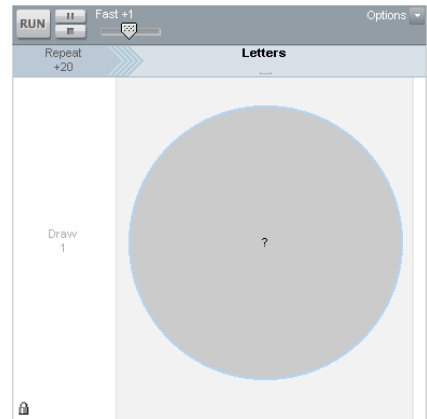 RUN
Fast +1
Options
Repeat
+20
Letters
Draw
1
?